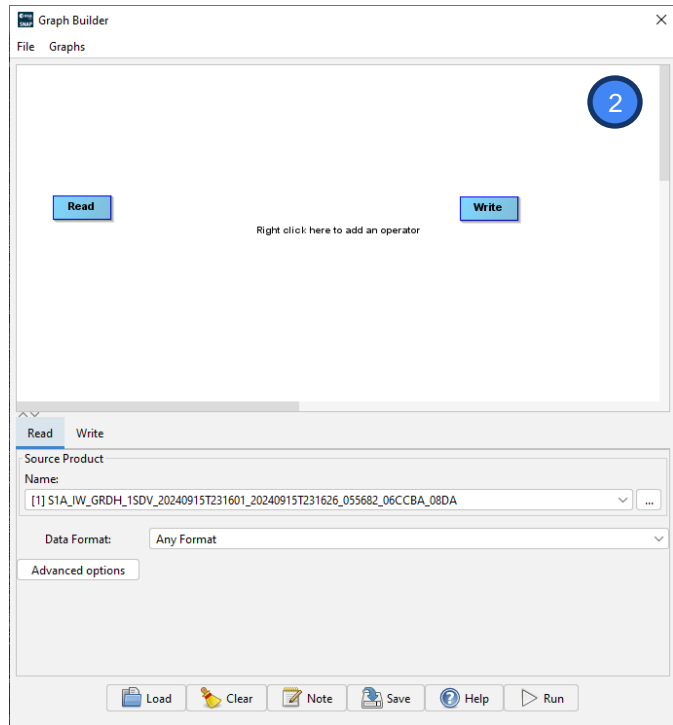 Graph Builder
File Graphs
2
Read
Write
Right click here to add an operator
Read Write
Source Product
Name:
[1] S1A_IW_GRDH_1SDV_20240915T231601_20240915T231626_055682_06CCBA_08DA
...
Data Format: Any Format
Advanced options
Load Clear Note Save Help Run